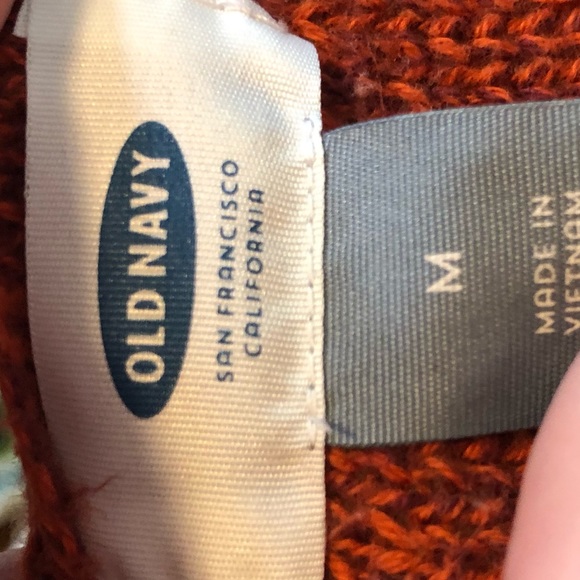 OLD NAVY
SAN FRANCISCO
CALIFORNIA
M
MADE IN
VIETNAM